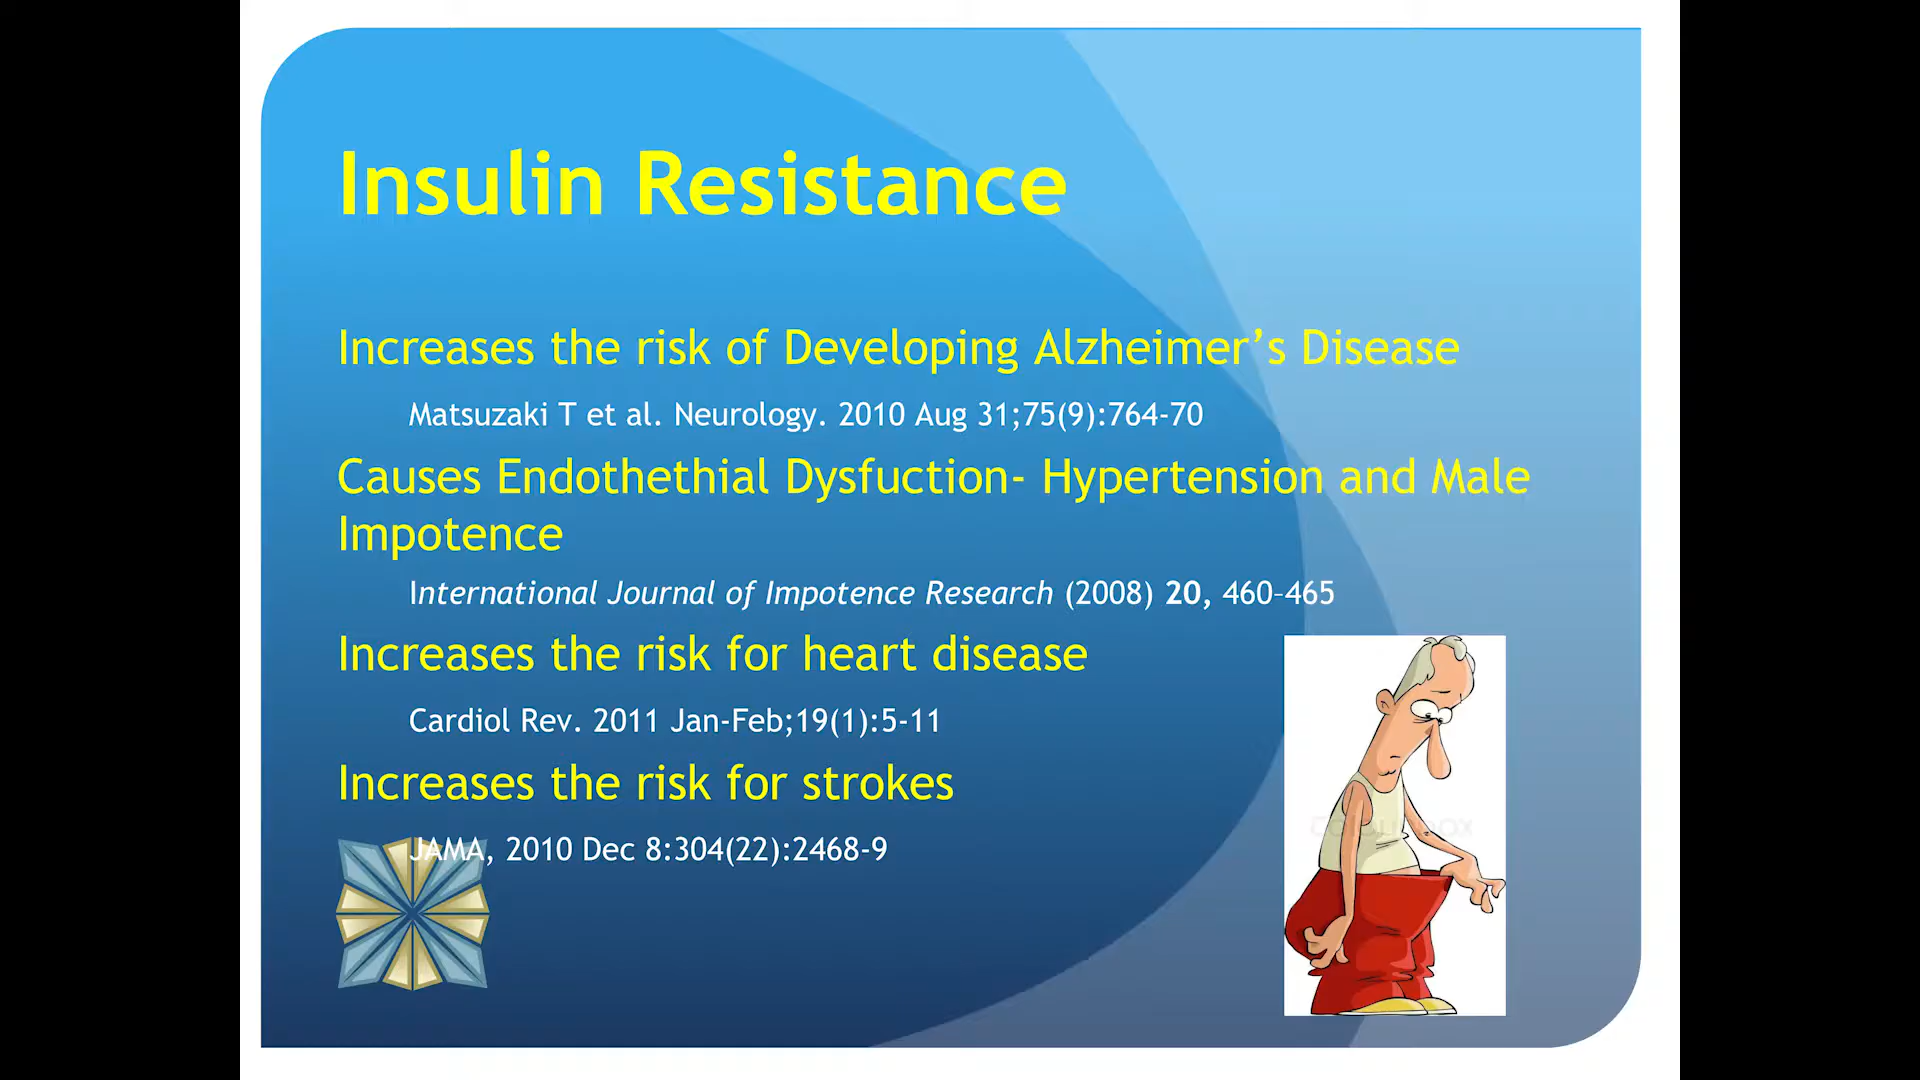 Insulin Resistance
Increases the risk of Developing Alzheimer’s Disease
Matsuzaki T et al. Neurology. 2010 Aug 31;75(9):764-70
Causes Endothethial Dysfuction- Hypertension and Male
Impotence
International Journal of Impotence Research (2008) 20, 460–465
Increases the risk for heart disease
Cardiol Rev. 2011 Jan-Feb;19(1):5-11
Increases the risk for strokes
JAMA, 2010 Dec 8:304(22):2468-9